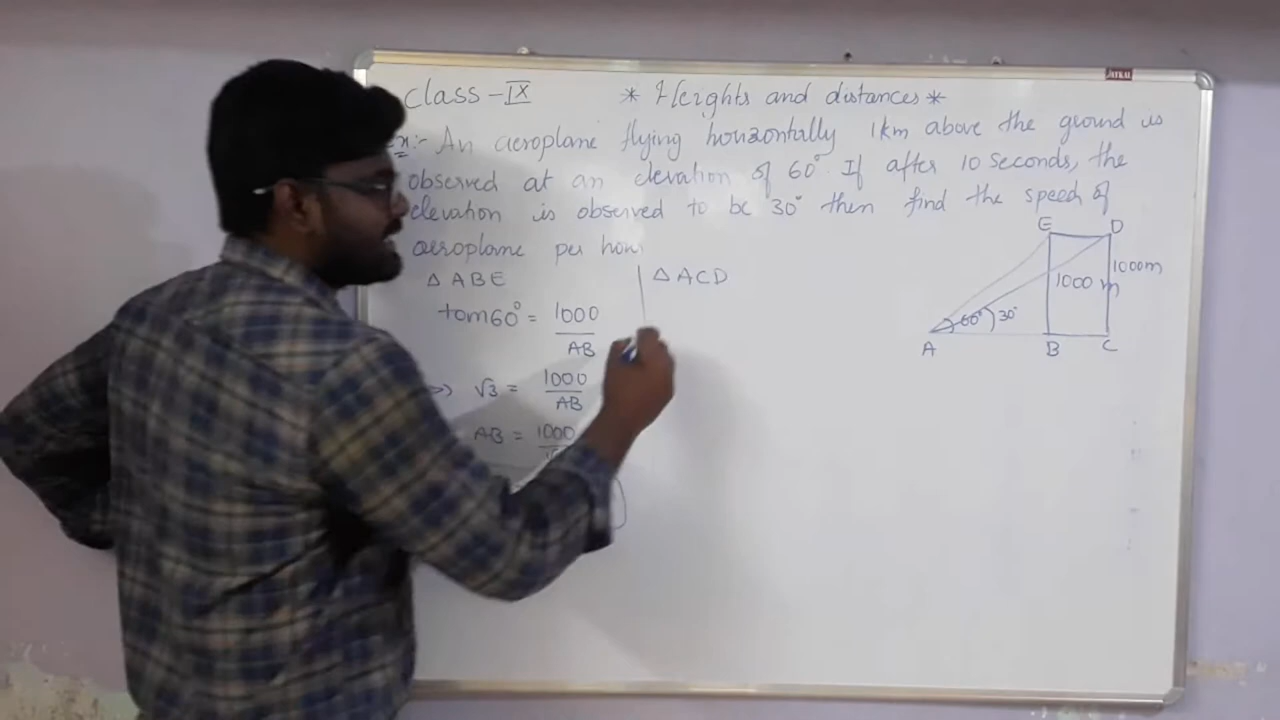 class - IX
* Heights and distances *
Ex:- An aeroplane flying horizontally 1km above the ground is
observed at an elevation of 60°. If after 10 seconds, the
elevation is observed to be 30° then find the speed of
aeroplane per hour
△ ABE
tan60° = 1000/AB
=> √3 = 1000/AB
AB = 1000
△ ACD
E D
1000 m 1000m
60° 30°
A B C